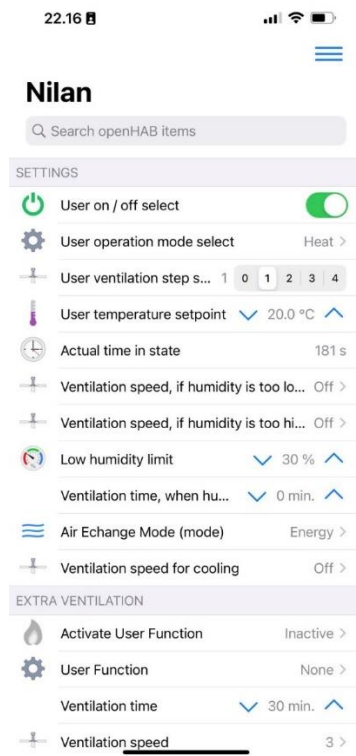 22.16
Nilan
Search openHAB items
SETTINGS
User on / off select
User operation mode select Heat >
User ventilation step s... 1 0 1 2 3 4
User temperature setpoint 20.0 °C
Actual time in state 181 s
Ventilation speed, if humidity is too lo... Off >
Ventilation speed, if humidity is too hi... Off >
Low humidity limit 30 %
Ventilation time, when hu... 0 min.
Air Echange Mode (mode) Energy >
Ventilation speed for cooling Off >
EXTRA VENTILATION
Activate User Function Inactive >
User Function None >
Ventilation time 30 min.
Ventilation speed 3 >